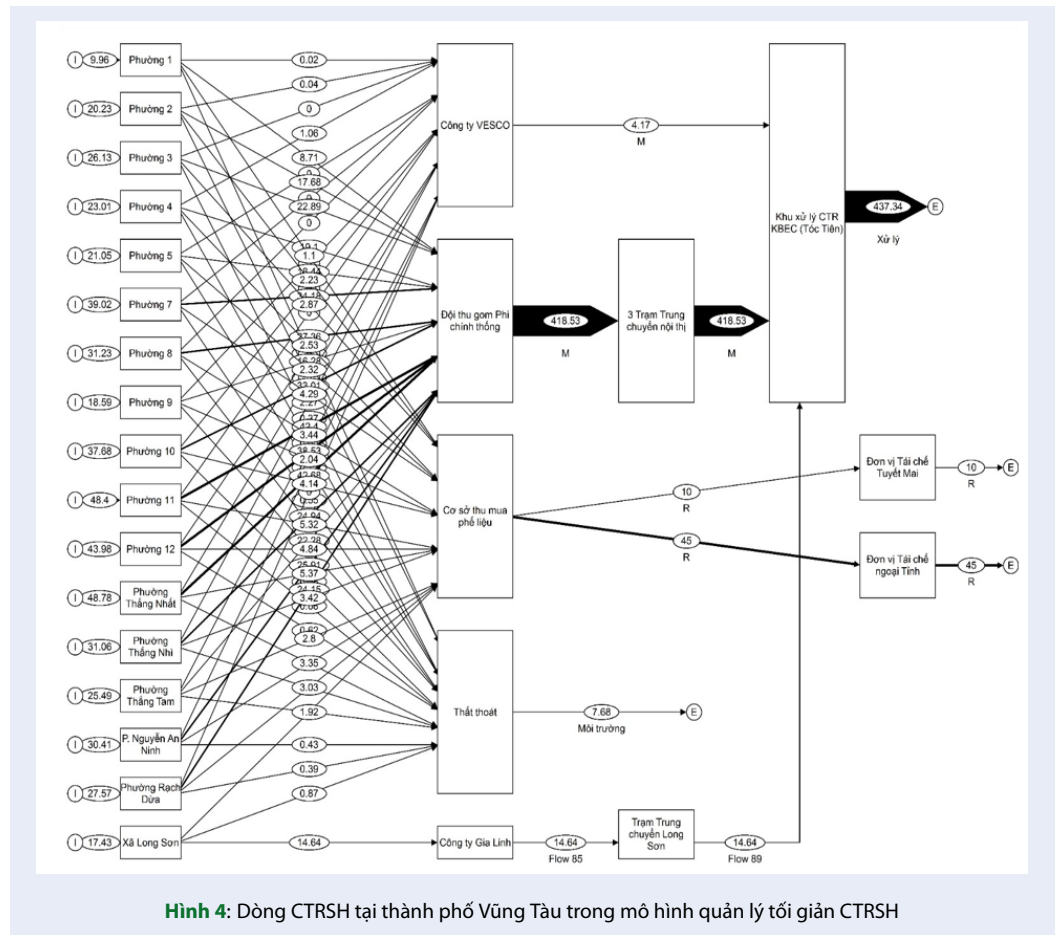 I 9.96 Phường 1
I 20.23 Phường 2
I 26.13 Phường 3
I 23.01 Phường 4
I 21.05 Phường 5
I 39.02 Phường 7
I 31.23 Phường 8
I 18.59 Phường 9
I 37.68 Phường 10
I 48.4 Phường 11
I 43.98 Phường 12
I 48.78 Phường
Thắng Nhất
I 31.06 Phường
Thắng Nhì
I 25.49 Phường
Thắng Tam
I 30.41 P. Nguyễn An
Ninh
I 27.57 Phường Rạch
Dừa
I 17.43 Xã Long Sơn
0.02
0.04
0
1.06
8.71
17.68
22.89
0
1.1
2.23
2.87
2.53
2.32
4.29
3.44
2.04
4.14
5.32
4.84
5.37
3.42
2.8
3.35
3.03
1.92
0.43
0.39
0.87
14.64
Công ty VESCO
4.17
M
Đội thu gom Phi
chính thống
418.53
M
3 Trạm Trung
chuyển nội thị
418.53
M
Khu xử lý CTR
KBEC (Tóc Tiên)
437.34
E
Xử lý
Cơ sở thu mua
phế liệu
10
R
45
R
Đơn vị Tái chế
Tuyết Mai
10
R
E
Đơn vị Tái chế
ngoại Tỉnh
45
R
E
Thất thoát
7.68
Môi trường
E
Công ty Gia Linh
14.64
Flow 85
Trạm Trung
chuyển Long
Sơn
14.64
Flow 89
Hình 4: Dòng CTRSH tại thành phố Vũng Tàu trong mô hình quản lý tối giản CTRSH